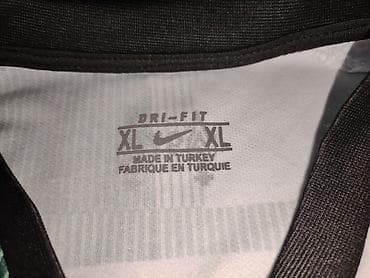 DRI-FIT
XL XL
MADE IN TURKEY
FABRIQUE EN TURQUIE